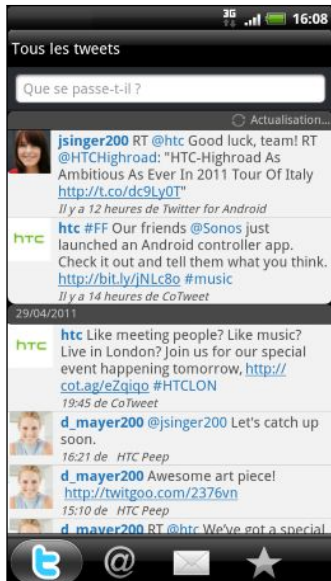 3G 16:08
Tous les tweets
Que se passe-t-il ?
Actualisation...
jsinger200 RT @htc Good luck, team! RT
@HTCHighroad: "HTC-Highroad As
Ambitious As Ever In 2011 Tour Of Italy
http://t.co/dc9Ly0T"
Il y a 12 heures de Twitter for Android
hTC
htc #FF Our friends @Sonos just
launched an Android controller app.
Check it out and tell them what you think.
http://bit.ly/jNLc8o #music
Il y a 14 heures de CoTweet
29/04/2011
hTC
htc Like meeting people? Like music?
Live in London? Join us for our special
event happening tomorrow, http://
cot.ag/eZqiqo #HTCLON
19:45 de CoTweet
d_mayer200 @jsinger200 Let's catch up
soon.
16:21 de HTC Peep
d_mayer200 Awesome art piece!
http://twitgoo.com/2376vn
15:10 de HTC Peep
d_mayer200 RT @htc We've got a special
@